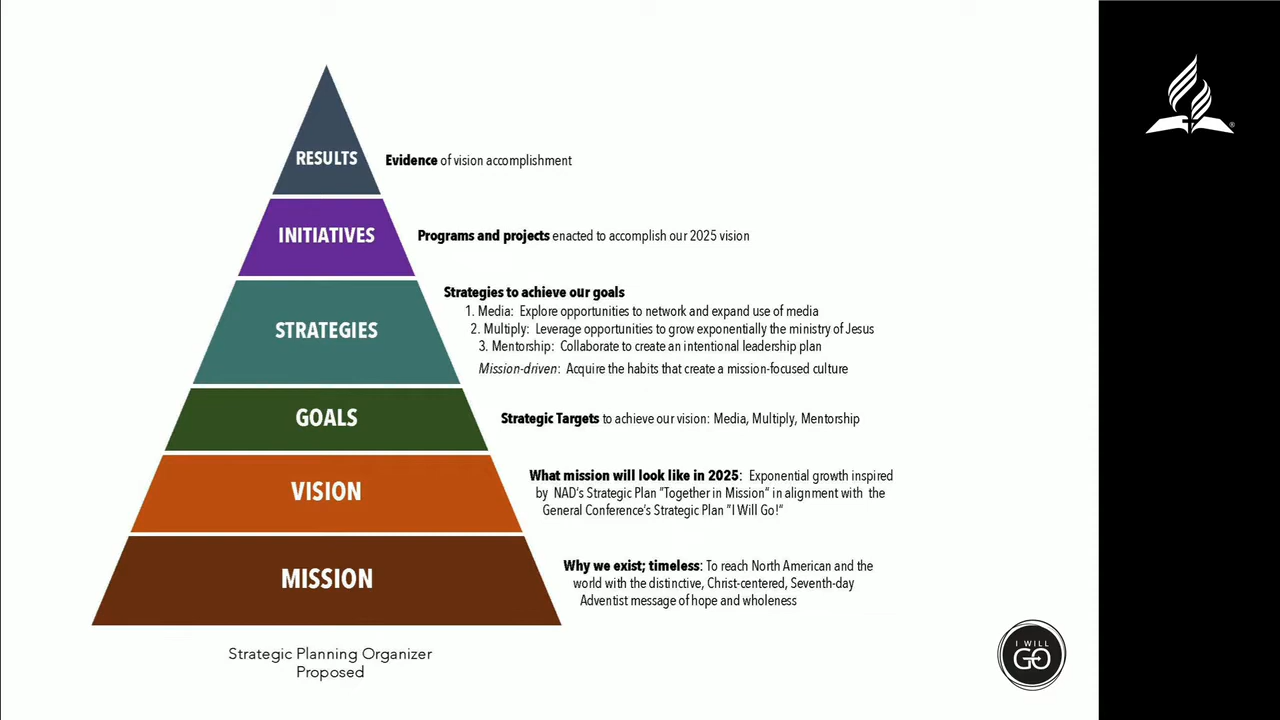 RESULTS
Evidence of vision accomplishment
INITIATIVES
Programs and projects enacted to accomplish our 2025 vision
STRATEGIES
Strategies to achieve our goals
1. Media: Explore opportunities to network and expand use of media
2. Multiply: Leverage opportunities to grow exponentially the ministry of Jesus
3. Mentorship: Collaborate to create an intentional leadership plan
Mission-driven: Acquire the habits that create a mission-focused culture
GOALS
Strategic Targets to achieve our vision: Media, Multiply, Mentorship
VISION
What mission will look like in 2025: Exponential growth inspired
by NAD's Strategic Plan "Together in Mission" in alignment with the
General Conference's Strategic Plan "I Will Go!"
MISSION
Why we exist; timeless: To reach North American and the
world with the distinctive, Christ-centered, Seventh-day
Adventist message of hope and wholeness
Strategic Planning Organizer
Proposed
I WILL
GO
®